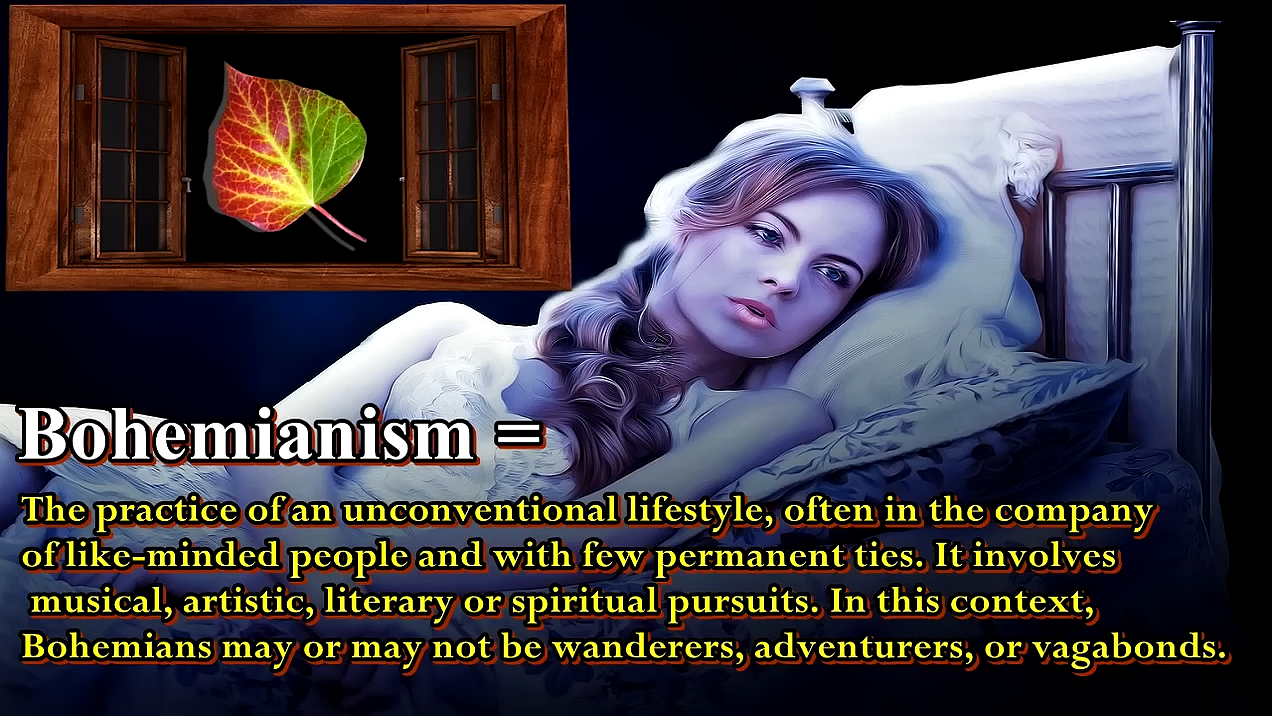 Bohemianism =
The practice of an unconventional lifestyle, often in the company
of like-minded people and with few permanent ties. It involves
musical, artistic, literary or spiritual pursuits. In this context,
Bohemians may or may not be wanderers, adventurers, or vagabonds.